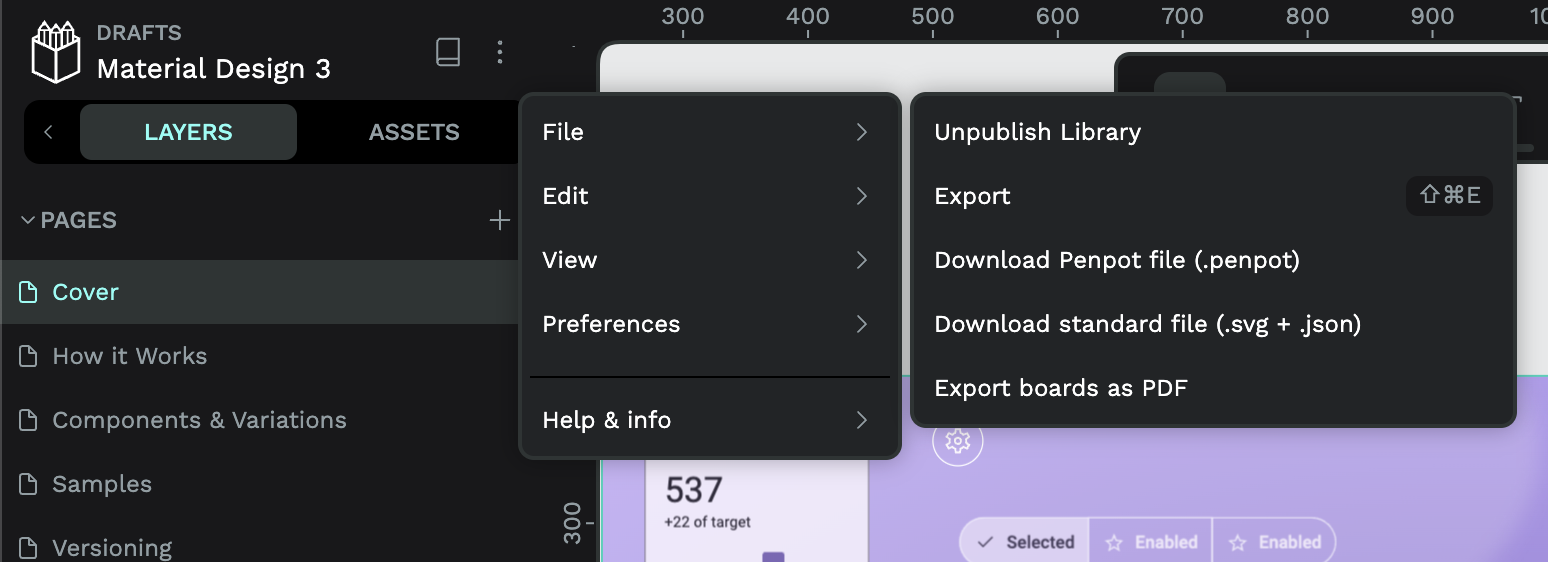 DRAFTS
Material Design 3
LAYERS
ASSETS
PAGES
Cover
How it Works
Components & Variations
Samples
Versioning
300 400 500 600 700 800 900
File
Edit
View
Preferences
Help & info
Unpublish Library
Export ⇧⌘E
Download Penpot file (.penpot)
Download standard file (.svg + .json)
Export boards as PDF
300
537
+22 of target
Selected
Enabled
Enabled